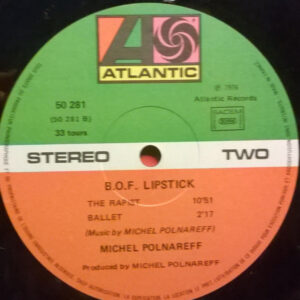 ATLANTIC
50 281
(50 281 B)
33 tours
℗ 1976
Atlantic Records
SACEM
STEREO TWO
B.O.F. LIPSTICK
THE RAPIST 10'51
BALLET 2'17
(Music by MICHEL POLNAREFF)
MICHEL POLNAREFF
Produced by MICHEL POLNAREFF